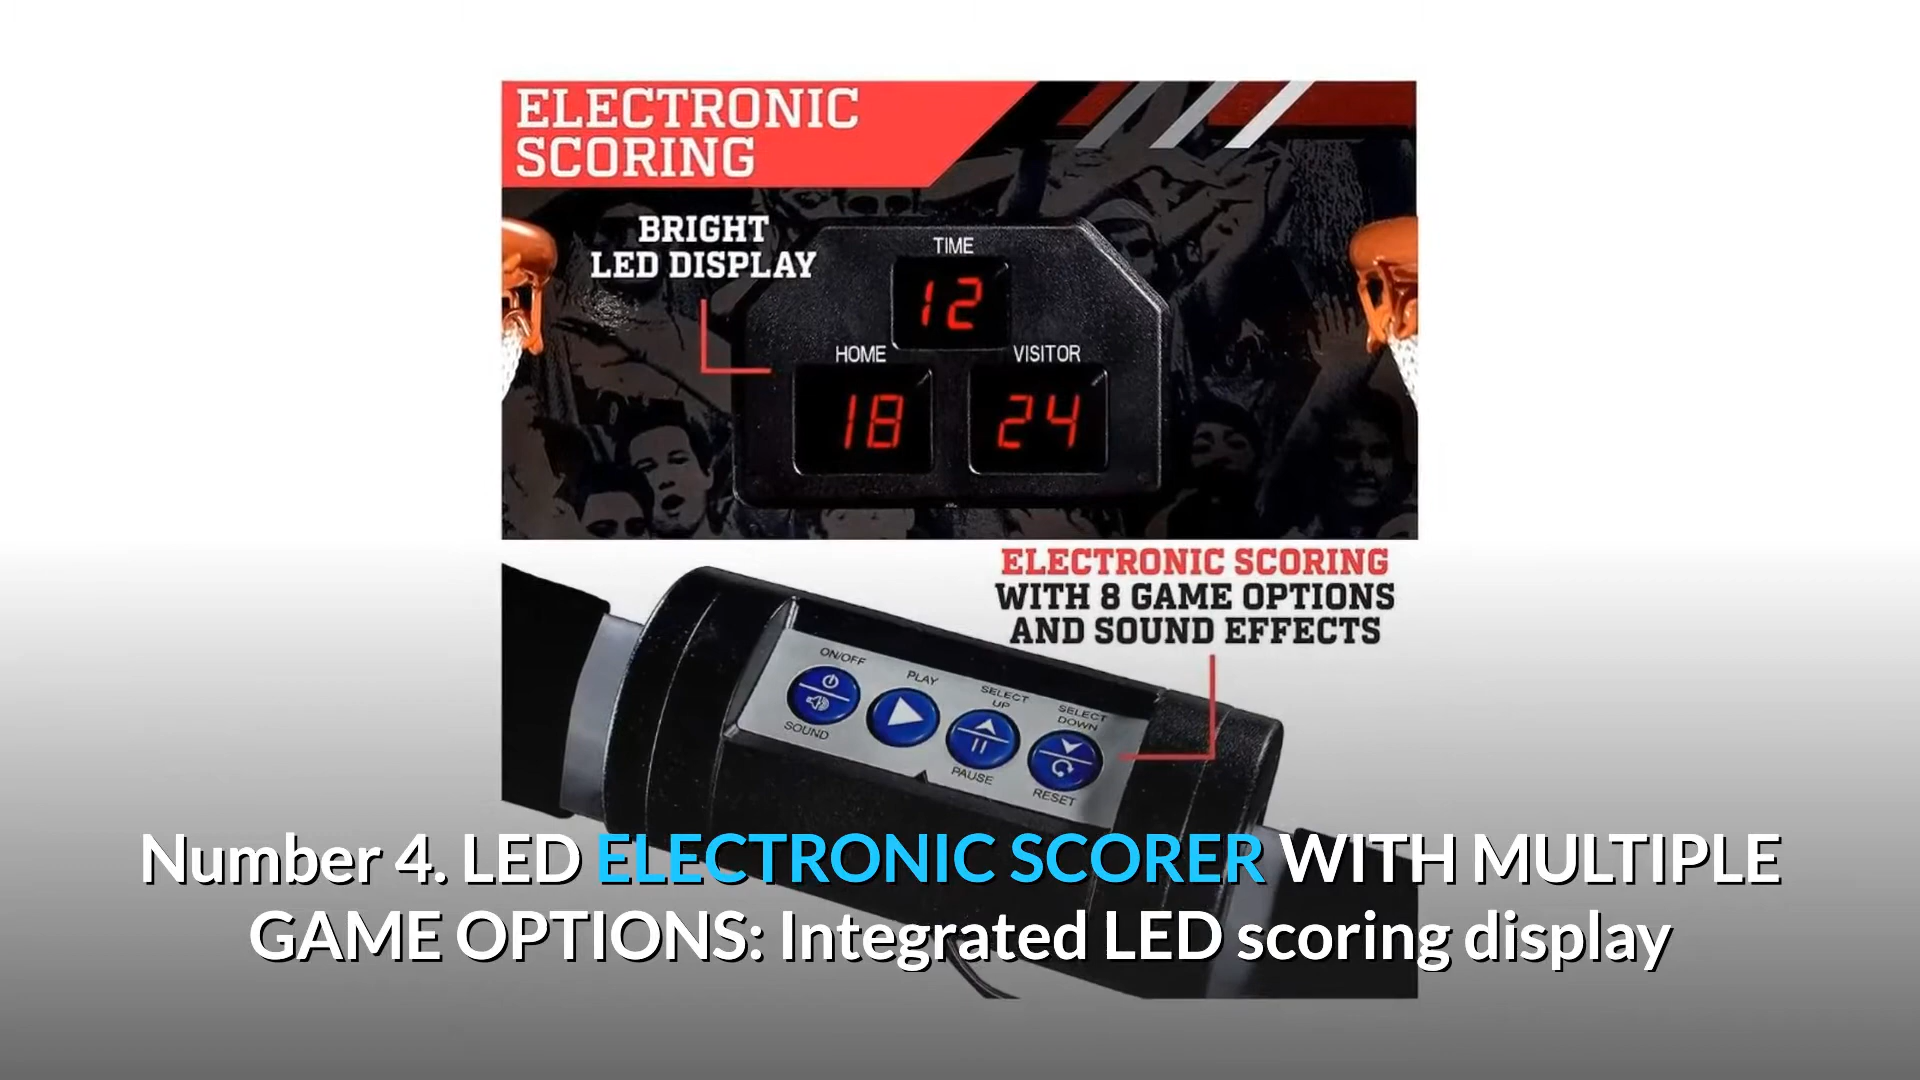 ELECTRONIC
SCORING
BRIGHT
LED DISPLAY
TIME
12
HOME
VISITOR
18
24
ELECTRONIC SCORING
WITH 8 GAME OPTIONS
AND SOUND EFFECTS
ON/OFF
PLAY
SELECT
UP
SELECT
DOWN
SOUND
PAUSE
RESET
Number 4. LED ELECTRONIC SCORER WITH MULTIPLE
GAME OPTIONS: Integrated LED scoring display